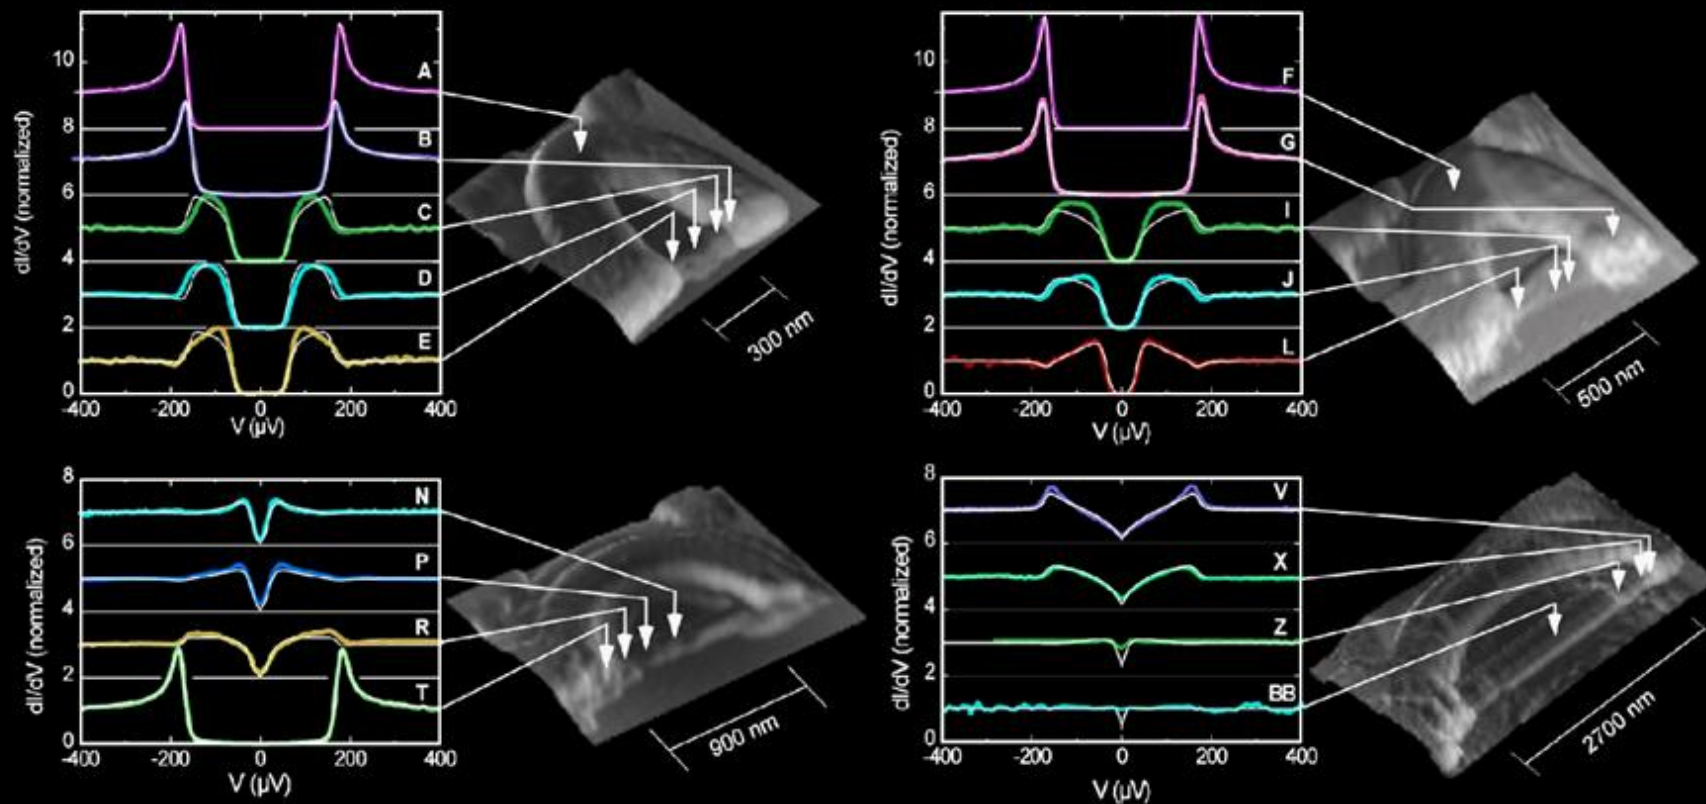 dI/dV (normalized)
10
8
6
4
2
0
A
B
C
D
E
-400 -200 0 200 400
V (µV)
300 nm
dI/dV (normalized)
10
8
6
4
2
0
F
G
I
J
L
-400 -200 0 200 400
V (µV)
500 nm
dI/dV (normalized)
8
6
4
2
0
N
P
R
T
-400 -200 0 200 400
V (µV)
900 nm
dI/dV (normalized)
8
6
4
2
0
V
X
Z
BB
-400 -200 0 200 400
V (µV)
2700 nm